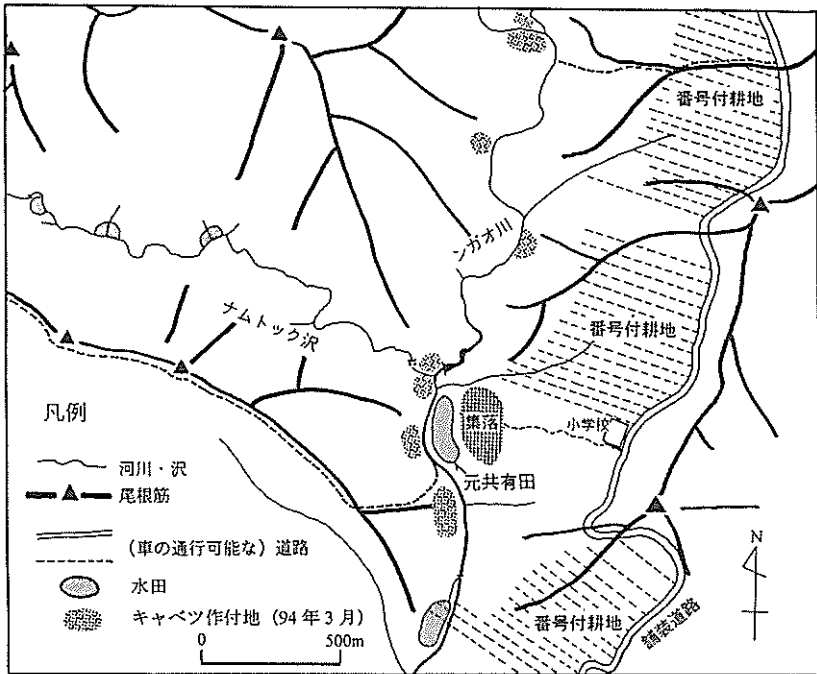 番号付耕地
ンガオ川
ナムトック沢
番号付耕地
小学校
集落
元共有田
番号付耕地
舗装道路
N
凡例
河川・沢
尾根筋
(車の通行可能な) 道路
水田
キャベツ作付地 (94年3月)
0 500m